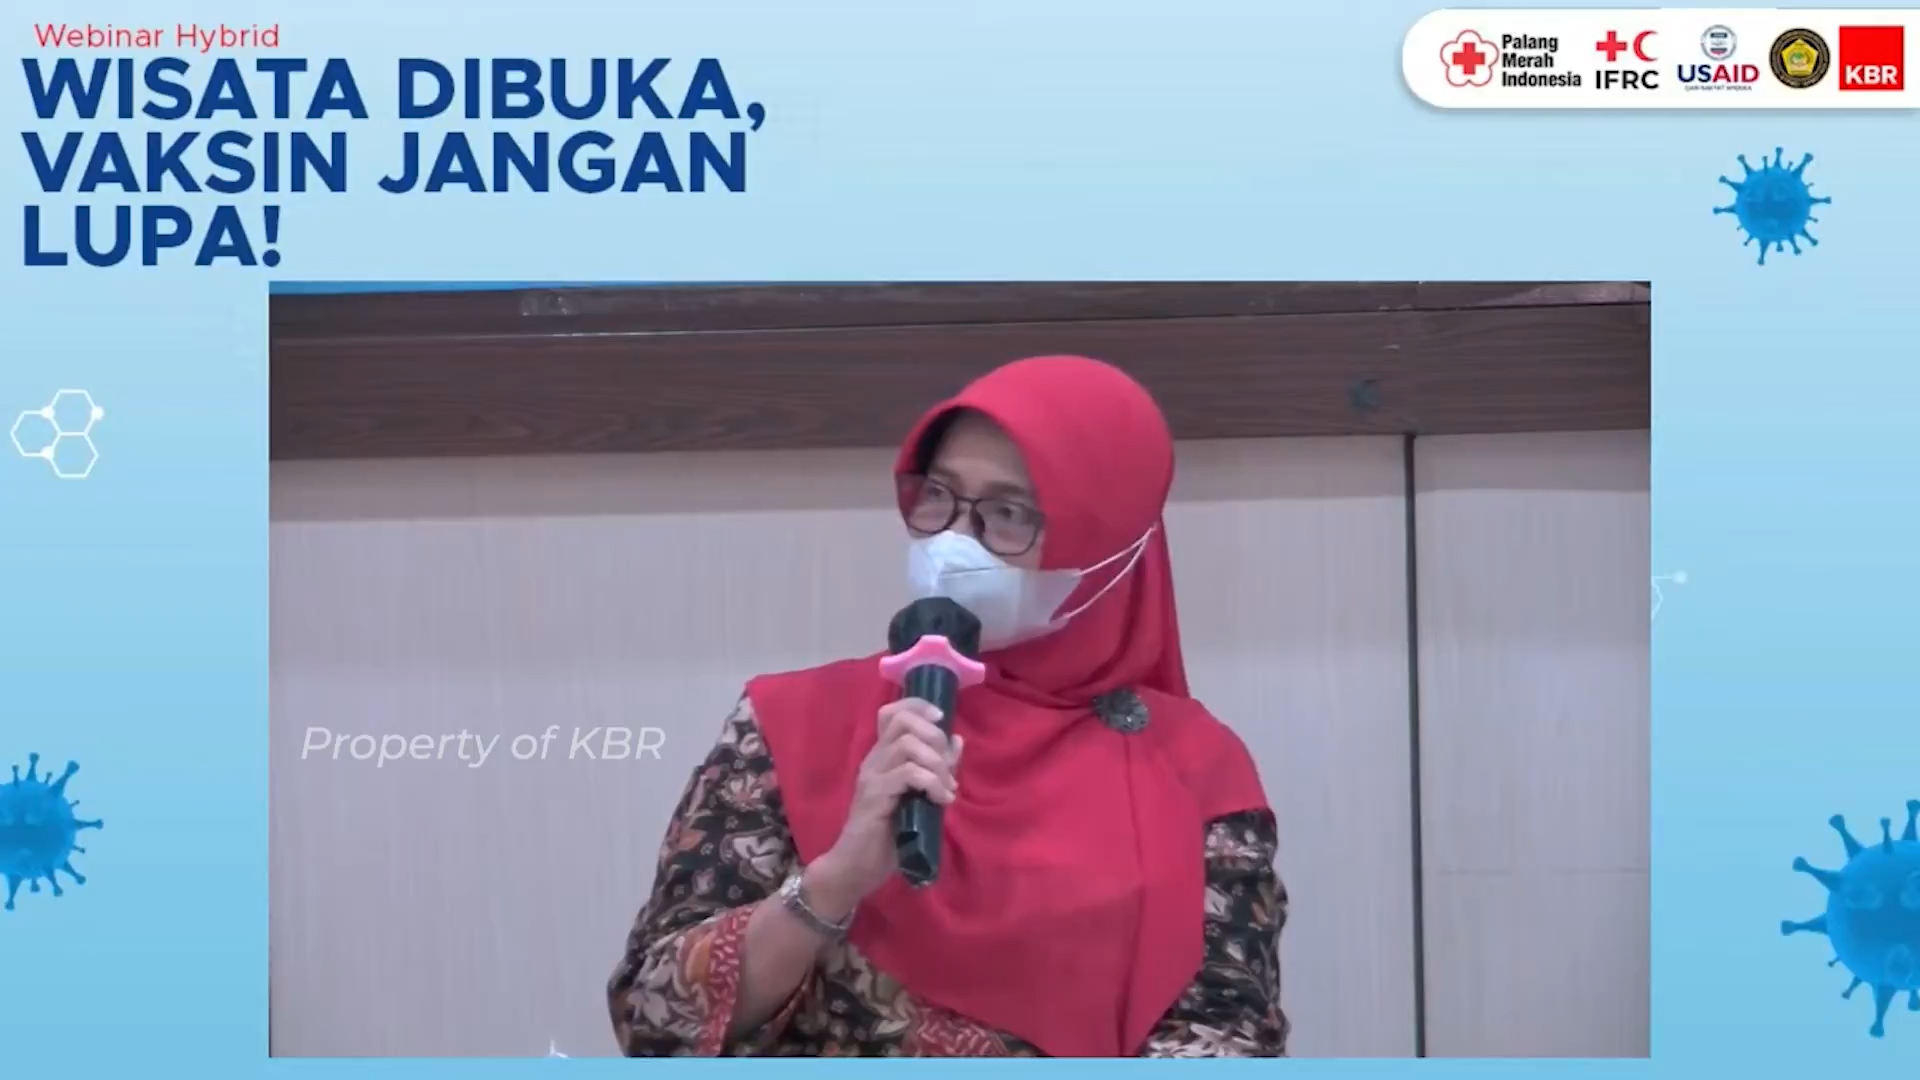 Webinar Hybrid
WISATA DIBUKA,
VAKSIN JANGAN
LUPA!
Palang
Merah
Indonesia
IFRC
USAID
KBR
Property of KBR